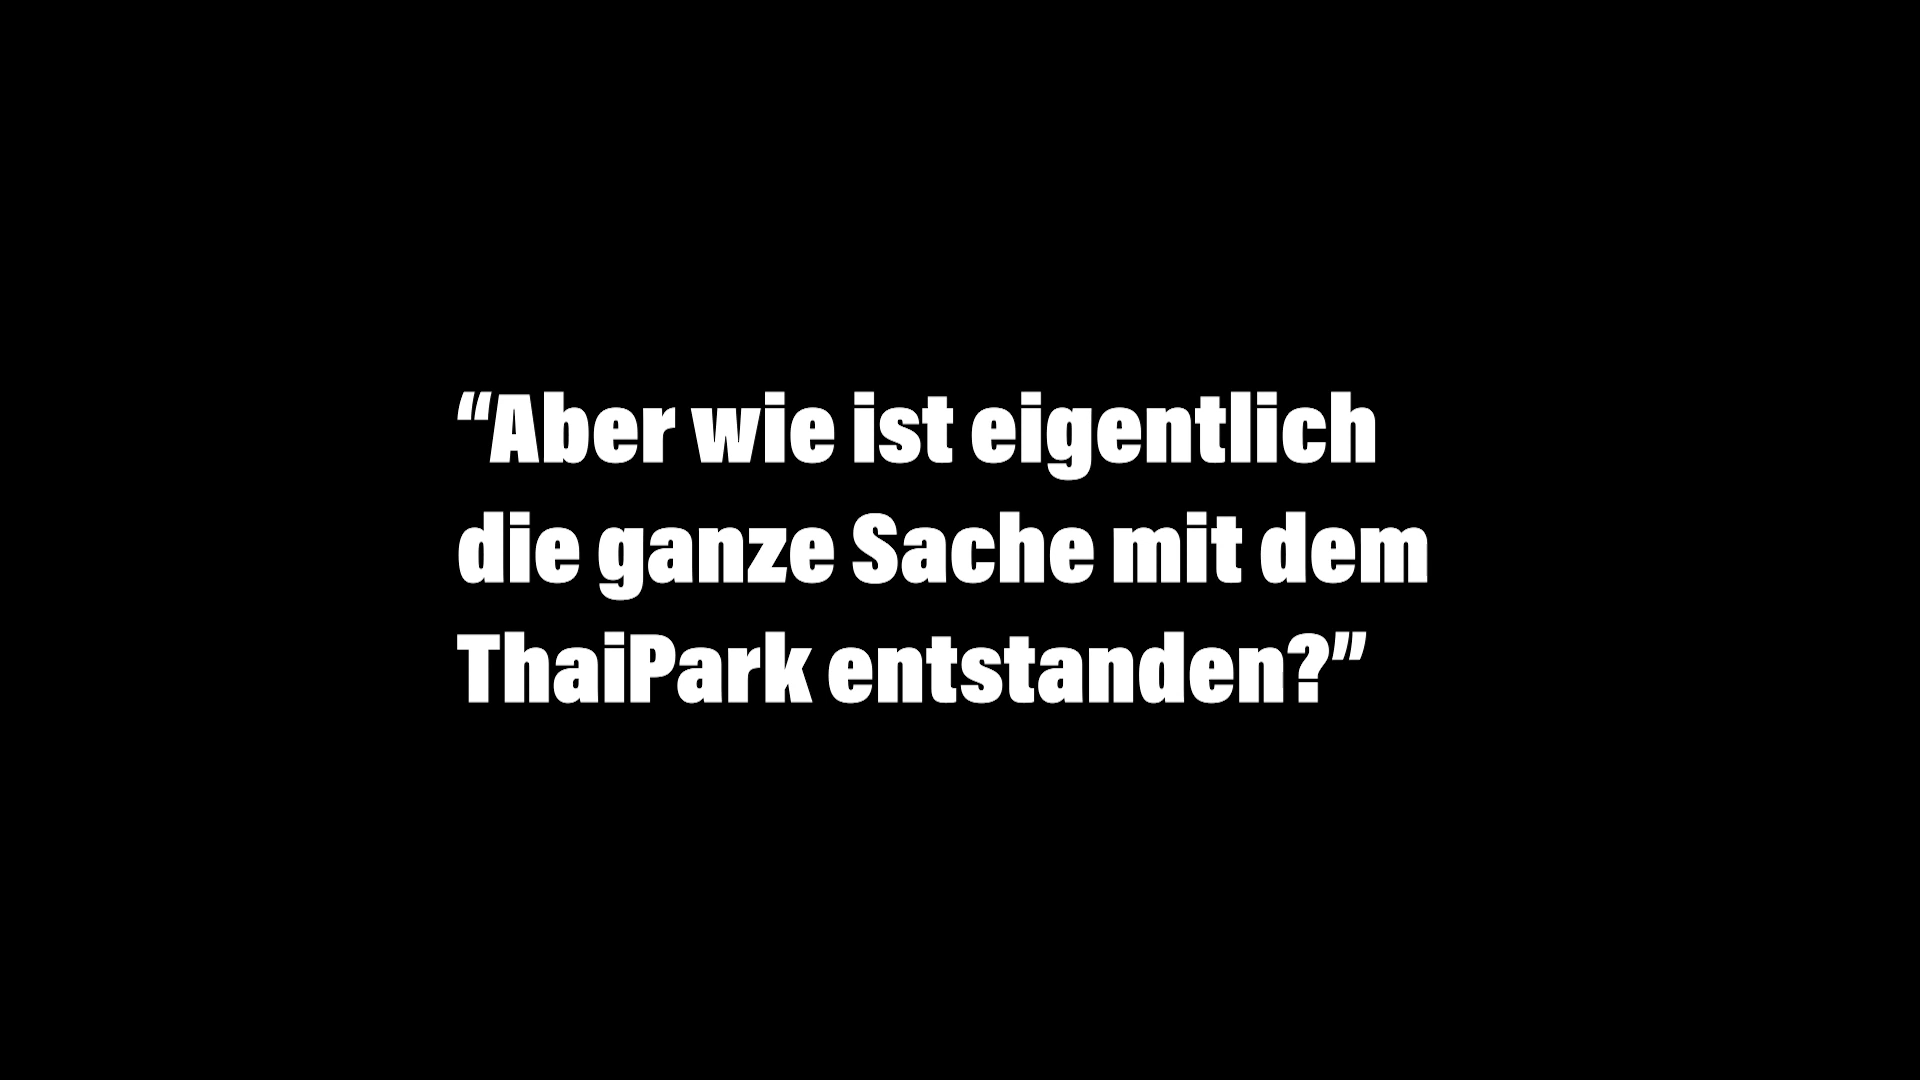 “Aber wie ist eigentlich
die ganze Sache mit dem
ThaiPark entstanden?”